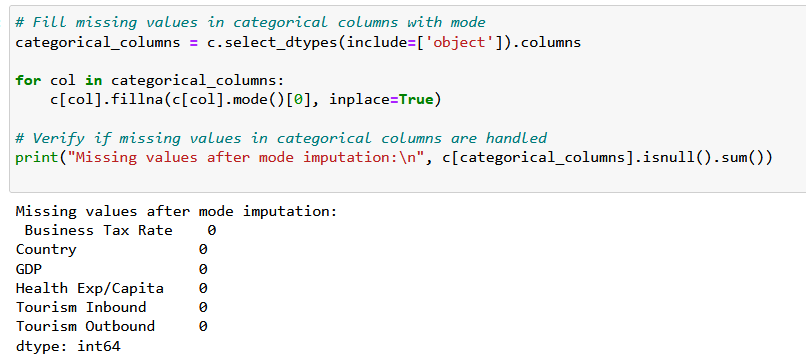 # Fill missing values in categorical columns with mode
categorical_columns = c.select_dtypes(include=['object']).columns
for col in categorical_columns:
    c[col].fillna(c[col].mode()[0], inplace=True)
# Verify if missing values in categorical columns are handled
print("Missing values after mode imputation:\n", c[categorical_columns].isnull().sum())
Missing values after mode imputation:
 Business Tax Rate    0
Country              0
GDP                  0
Health Exp/Capita    0
Tourism Inbound      0
Tourism Outbound     0
dtype: int64